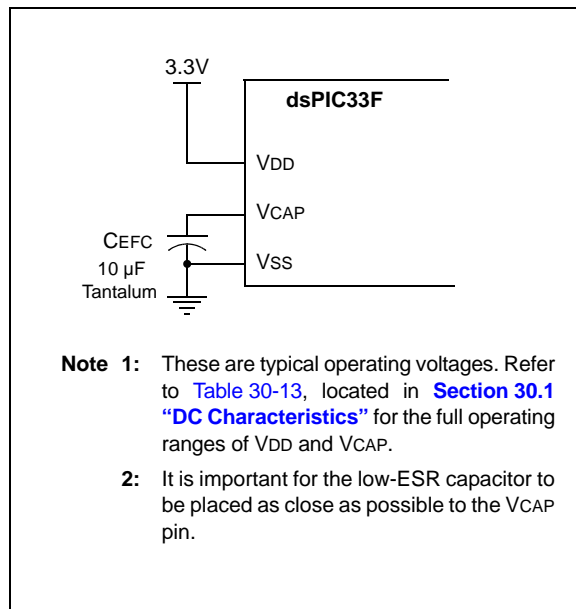 3.3V
dsPIC33F
VDD
VCAP
CEFC
VSS
10 µF
Tantalum
Note 1: These are typical operating voltages. Refer
to Table 30-13, located in Section 30.1
“DC Characteristics” for the full operating
ranges of VDD and VCAP.
2: It is important for the low-ESR capacitor to
be placed as close as possible to the VCAP
pin.